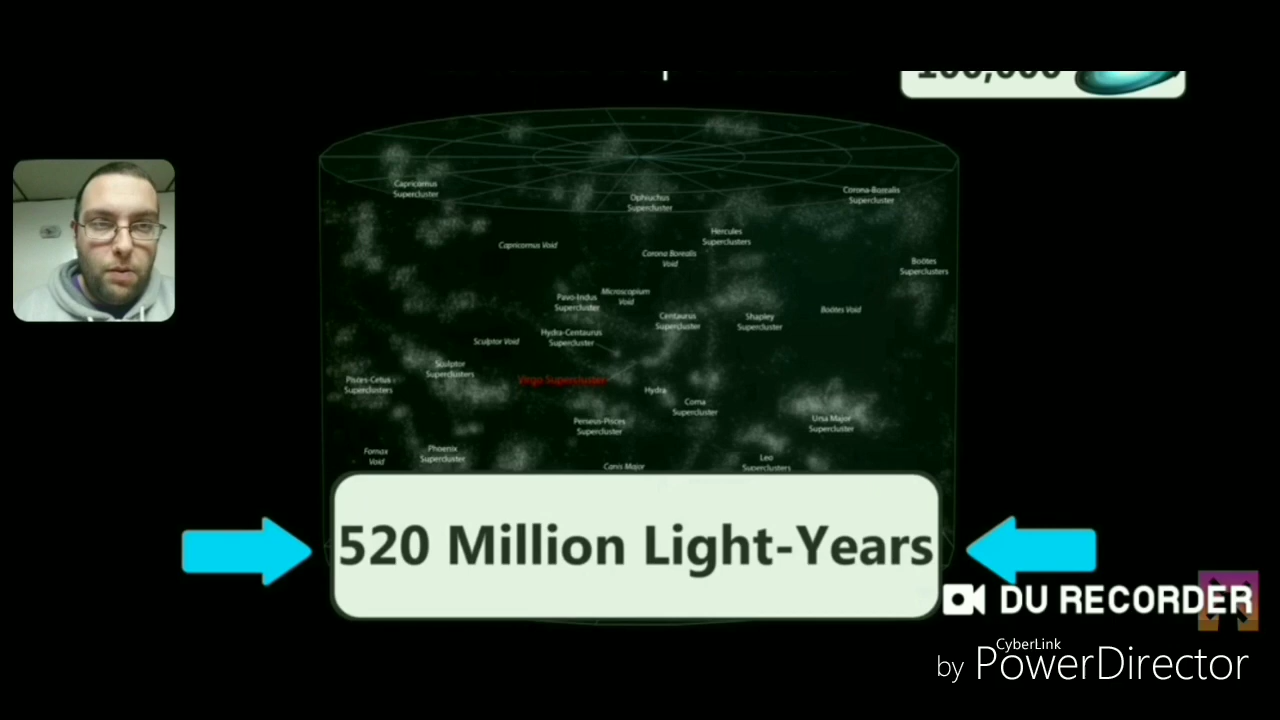 100,000
Capricornus
Supercluster
Ophiuchus
Supercluster
Corona-Borealis
Supercluster
Capricornus Void
Hercules
Superclusters
Corona Borealis
Void
Boötes
Superclusters
Pavo-Indus
Supercluster
Microscopium
Void
Centaurus
Supercluster
Shapley
Supercluster
Boötes Void
Sculptor Void
Hydra-Centaurus
Supercluster
Sculptor
Superclusters
Pisces-Cetus
Superclusters
Virgo Supercluster
Hydra
Coma
Supercluster
Perseus-Pisces
Supercluster
Ursa Major
Supercluster
Fornax
Void
Phoenix
Supercluster
Canis Major
Leo
Superclusters
520 Million Light-Years
DU RECORDER
CyberLink
by PowerDirector